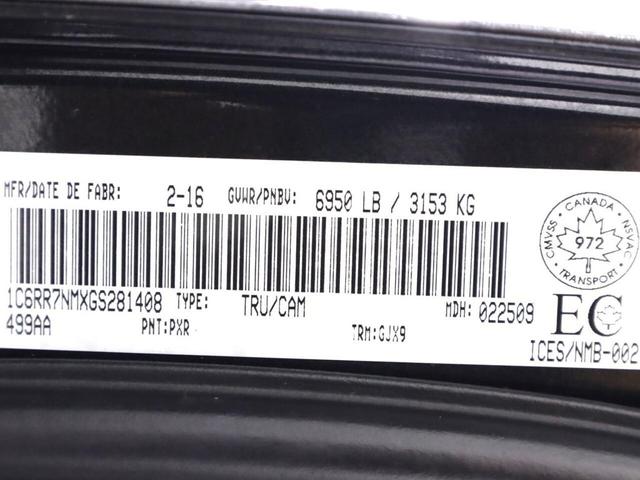 MFR/DATE DE FABR: 2-16 GVWR/PNBV: 6950 LB / 3153 KG
1C6RR7NMXGS281408 TYPE: TRU/CAM MDH: 022509
499AA PNT:PXR TRM:GJX9
CANADA
CMVSS · NSVAC
972
TRANSPORT
EC
ICES/NMB-002